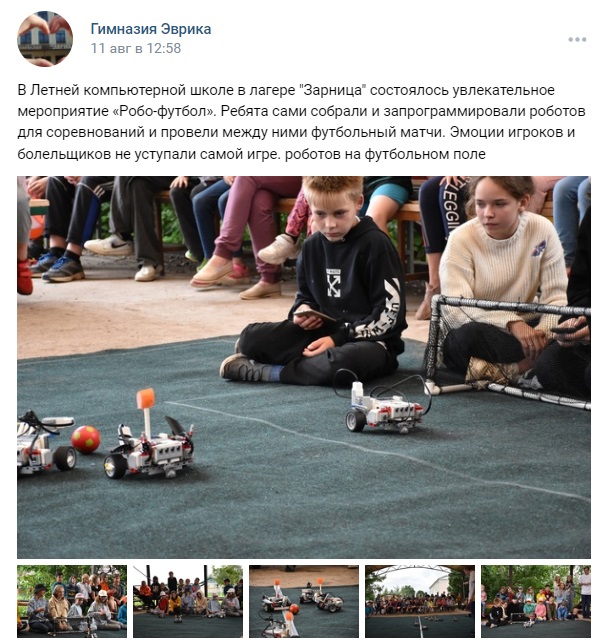 Гимназия Эврика
11 авг в 12:58
В Летней компьютерной школе в лагере "Зарница" состоялось увлекательное
мероприятие «Робо-футбол». Ребята сами собрали и запрограммировали роботов
для соревнований и провели между ними футбольный матчи. Эмоции игроков и
болельщиков не уступали самой игре. роботов на футбольном поле